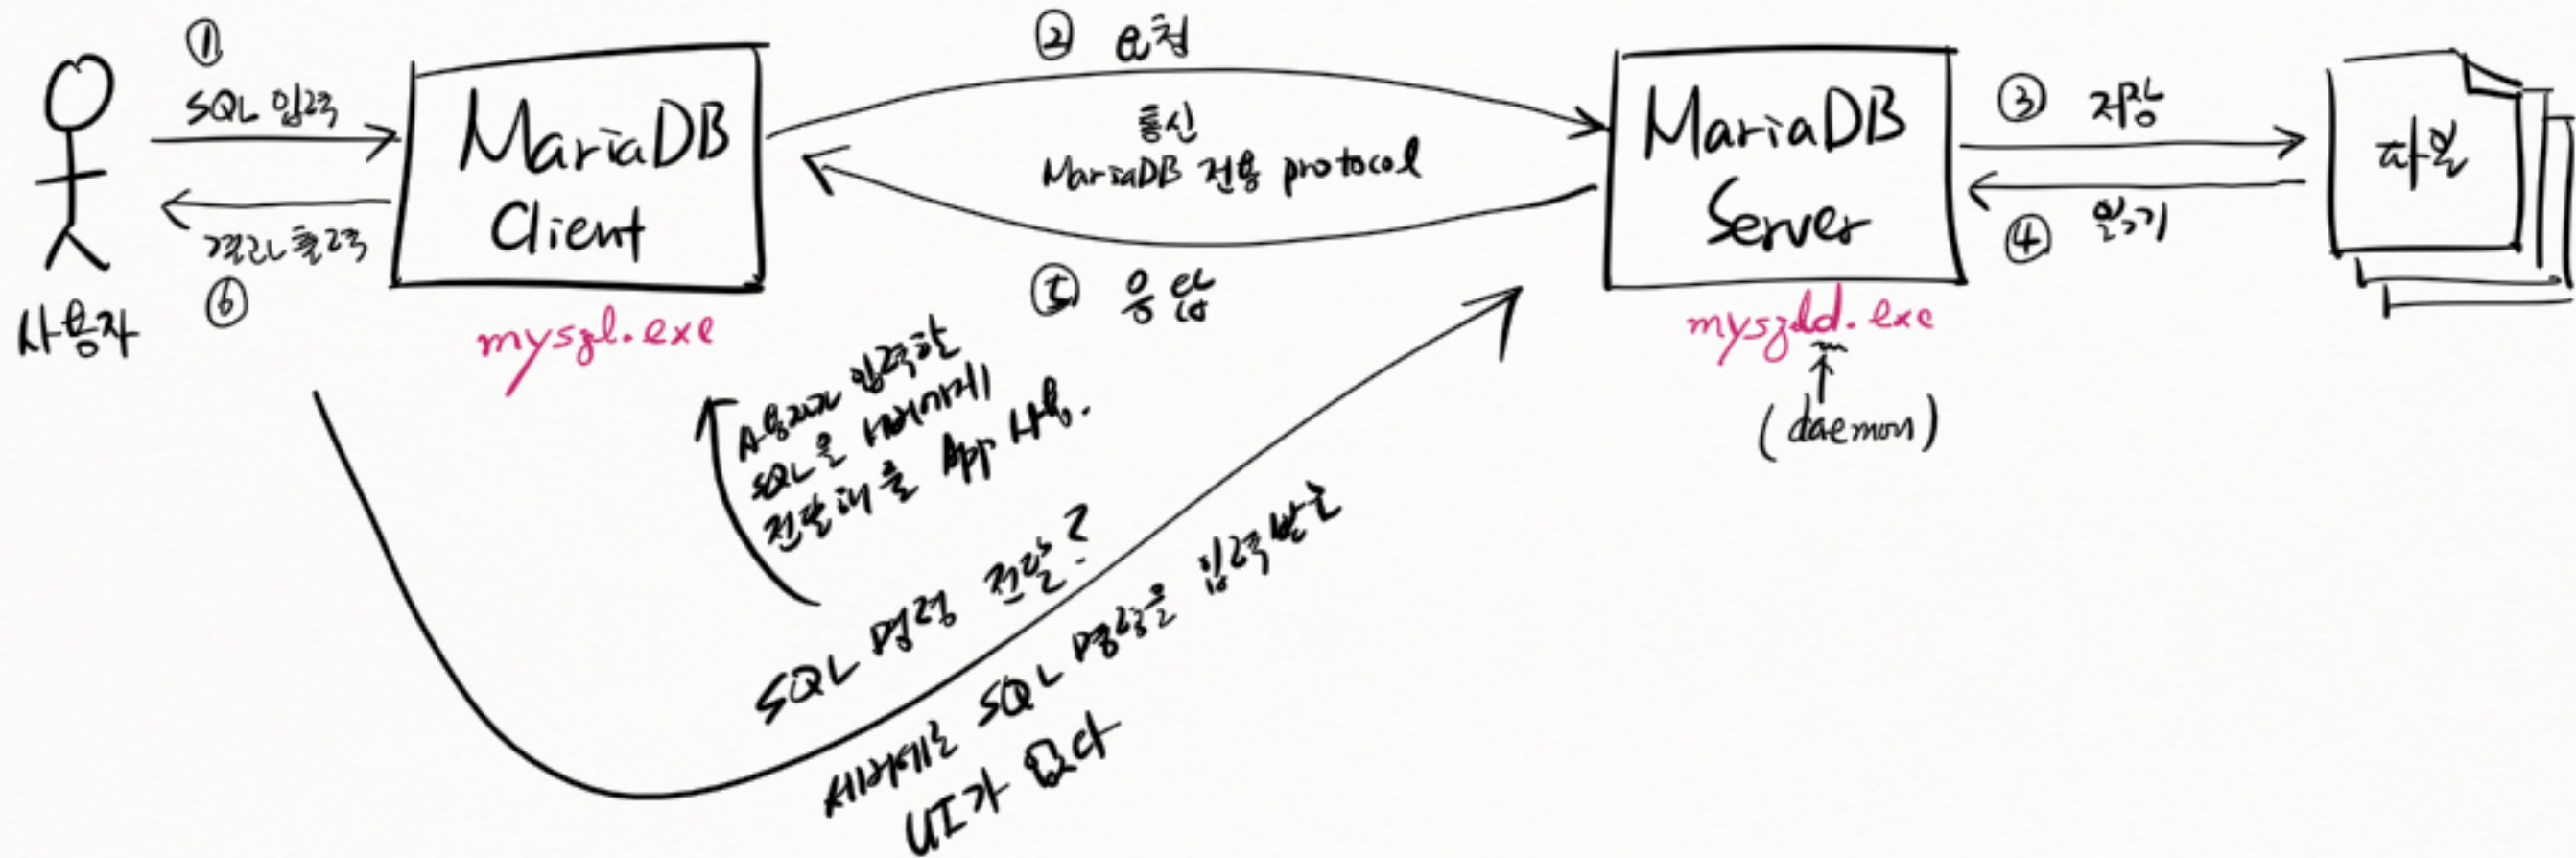 ①
SQL 입력
MariaDB
Client
② 요청
통신
MariaDB 전용 protocol
MariaDB
Server
③ 저장
파일
④ 읽기
⑤ 응답
결과 출력
⑥
사용자
mysql.exe
mysqld.exe
(daemon)
사용자가 입력한
SQL을 서버에게
전달해줄 App 사용.
SQL 명령 전달?
서버에는 SQL 명령을 입력받는
UI가 없다